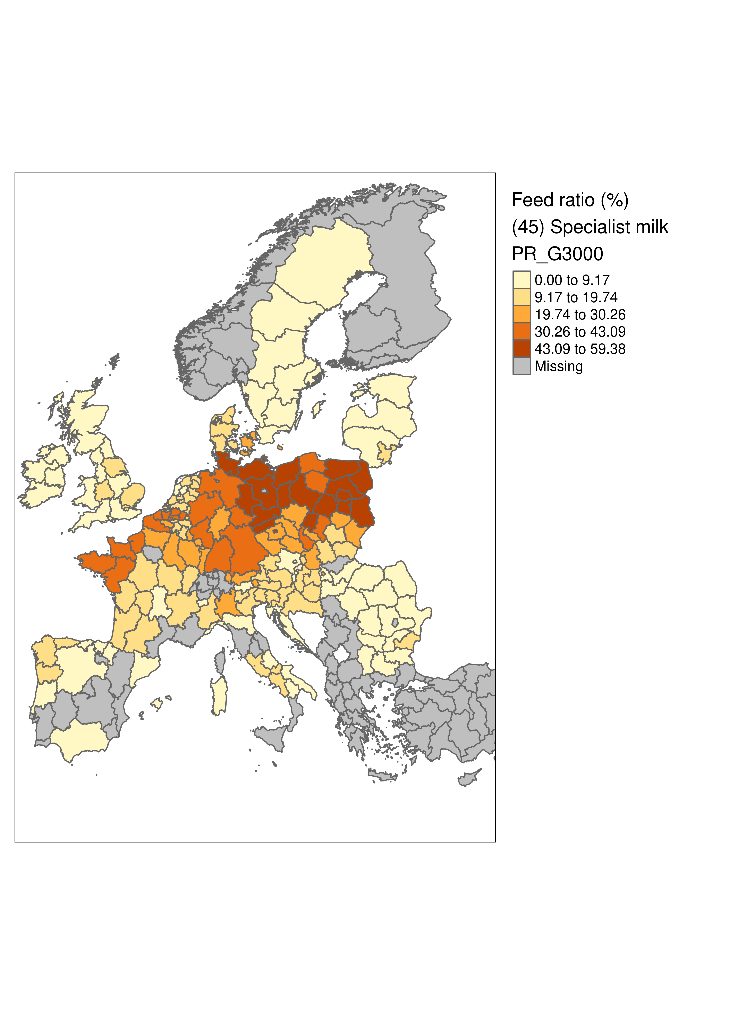 Feed ratio (%)
(45) Specialist milk
PR_G3000
0.00 to 9.17
9.17 to 19.74
19.74 to 30.26
30.26 to 43.09
43.09 to 59.38
Missing